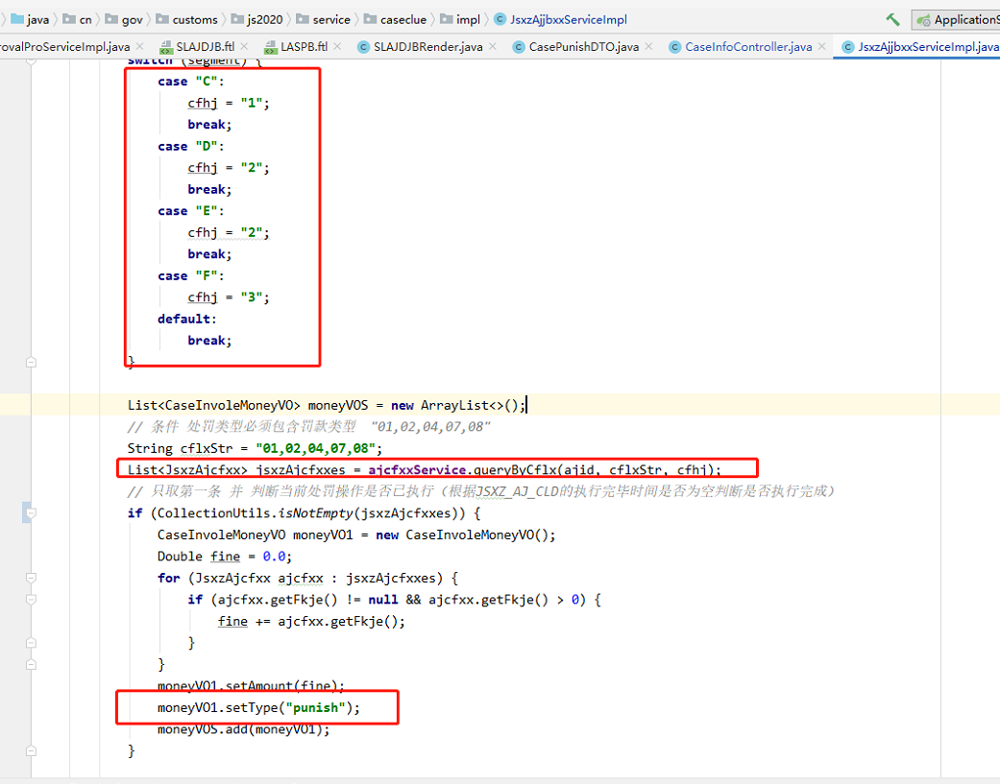 java cn gov customs js2020 service caseclue impl JsxzAjjbxxServiceImpl ApplicationS
rovalProServiceImpl.java SLAJDJB.ftl LASPB.ftl SLAJDJBRender.java CasePunishDTO.java CaseInfoController.java JsxzAjjbxxServiceImpl.java
switch (segment) {
case "C":
cfhj = "1";
break;
case "D":
cfhj = "2";
break;
case "E":
cfhj = "2";
break;
case "F":
cfhj = "3";
default:
break;
}
List<CaseInvoleMoneyVO> moneyVOS = new ArrayList<>();
// 条件 处罚类型必须包含罚款类型 "01,02,04,07,08"
String cflxStr = "01,02,04,07,08";
List<JsxzAjcfxx> jsxzAjcfxxes = ajcfxxService.queryByCflx(ajid, cflxStr, cfhj);
// 只取第一条 并 判断当前处罚操作是否已执行（根据JSXZ_AJ_CLD的执行完毕时间是否为空判断是否执行完成）
if (CollectionUtils.isNotEmpty(jsxzAjcfxxes)) {
CaseInvoleMoneyVO moneyVO1 = new CaseInvoleMoneyVO();
Double fine = 0.0;
for (JsxzAjcfxx ajcfxx : jsxzAjcfxxes) {
if (ajcfxx.getFkje() != null && ajcfxx.getFkje() > 0) {
fine += ajcfxx.getFkje();
}
}
moneyVO1.setAmount(fine);
moneyVO1.setType("punish");
moneyVOS.add(moneyVO1);
}